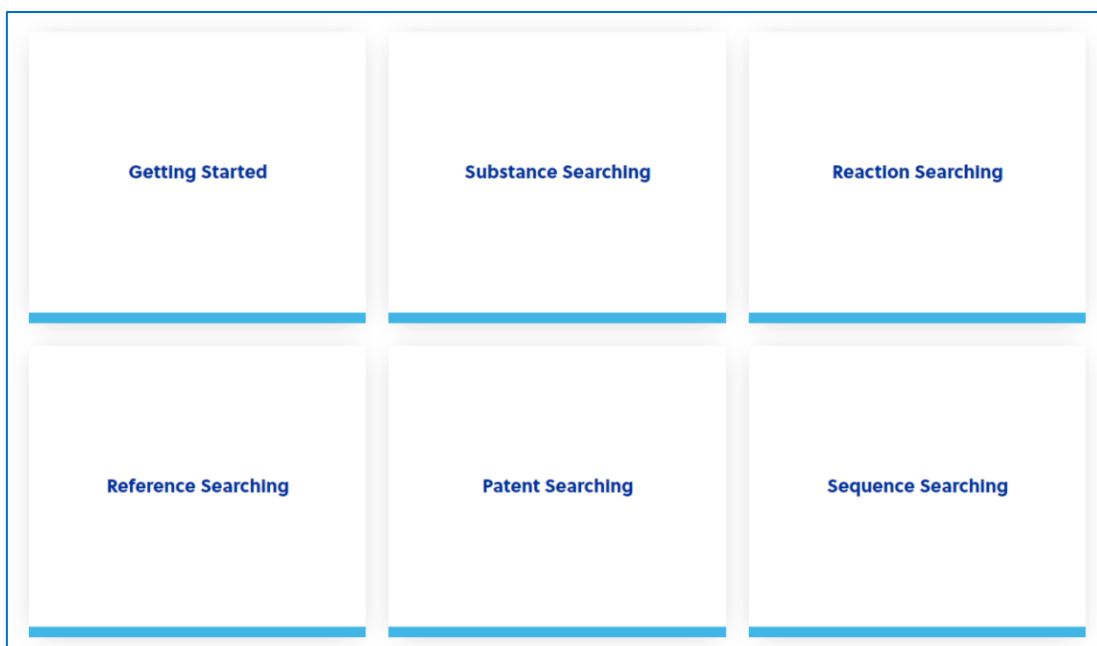 Getting Started
Substance Searching
Reaction Searching
Reference Searching
Patent Searching
Sequence Searching